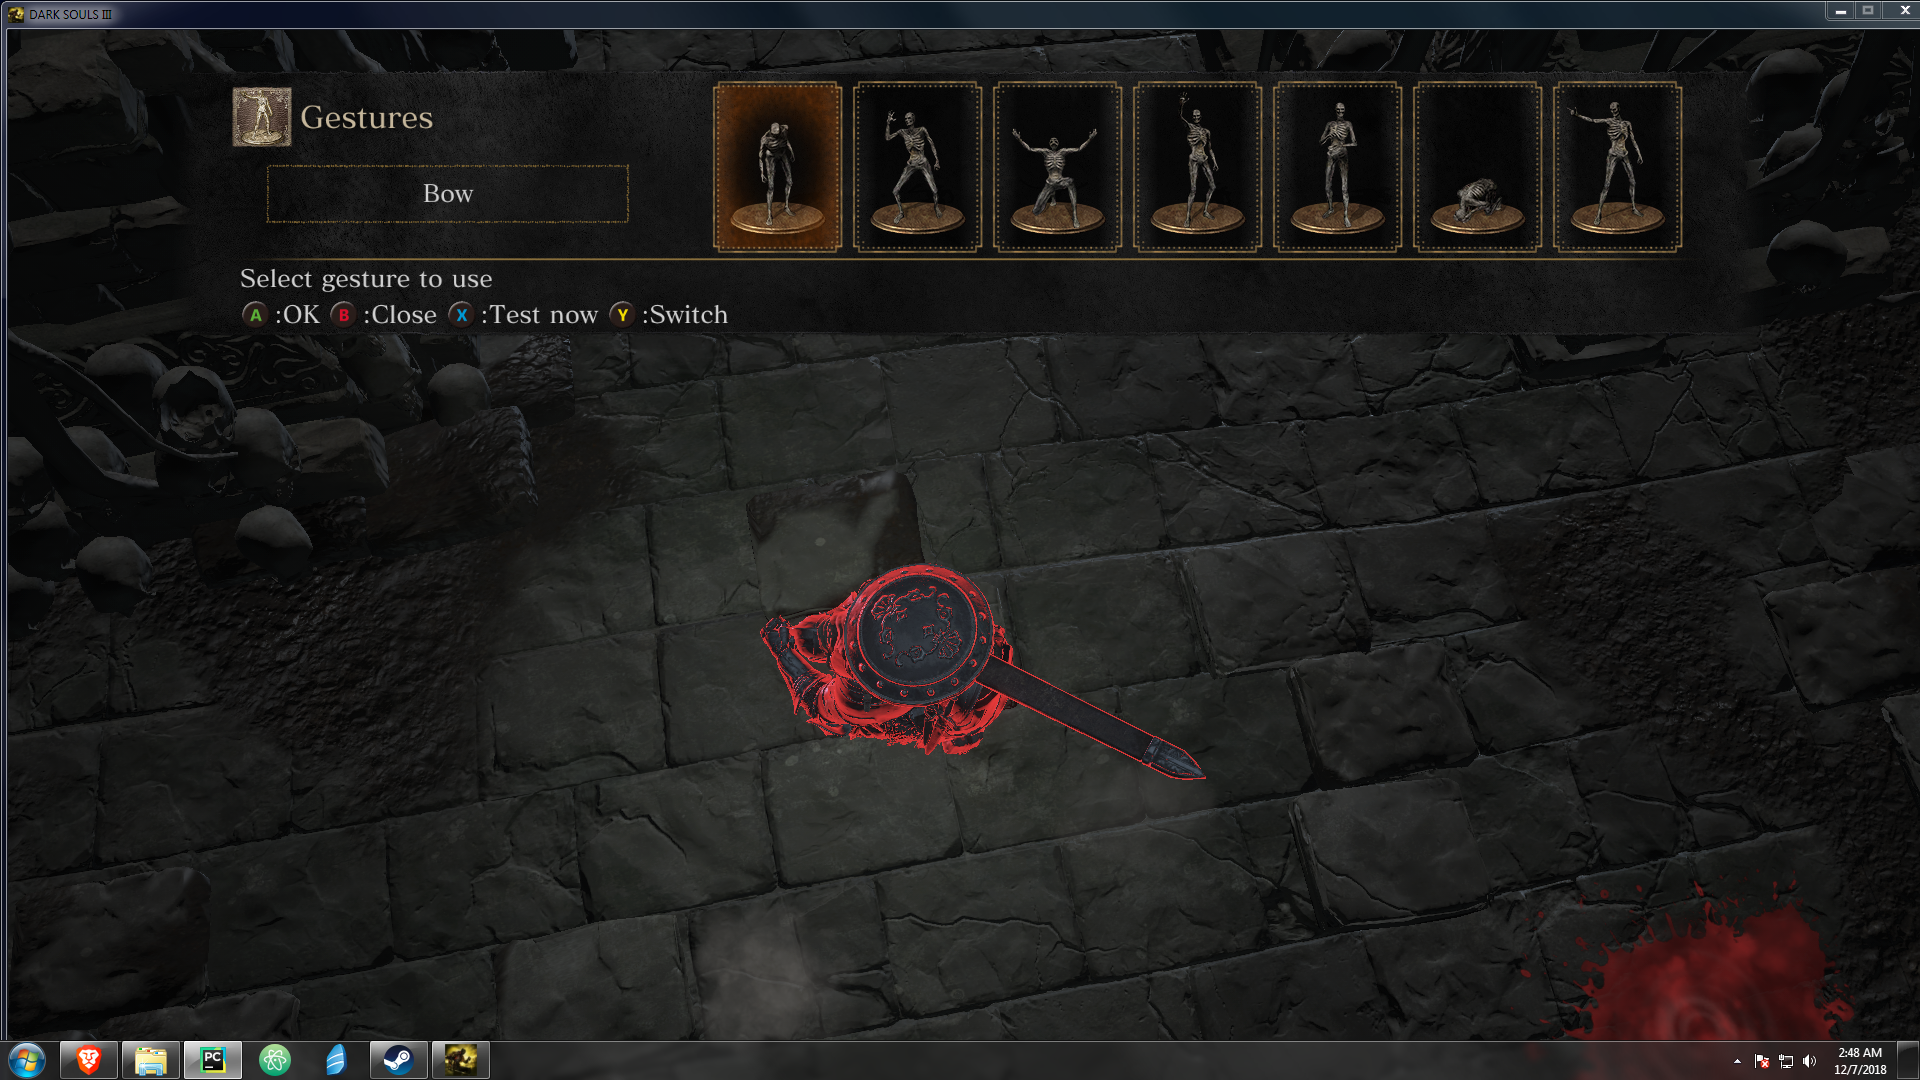 DARK SOULS III
Gestures
Bow
Select gesture to use
A :OK B :Close X :Test now Y :Switch
PC
2:48 AM
12/7/2018